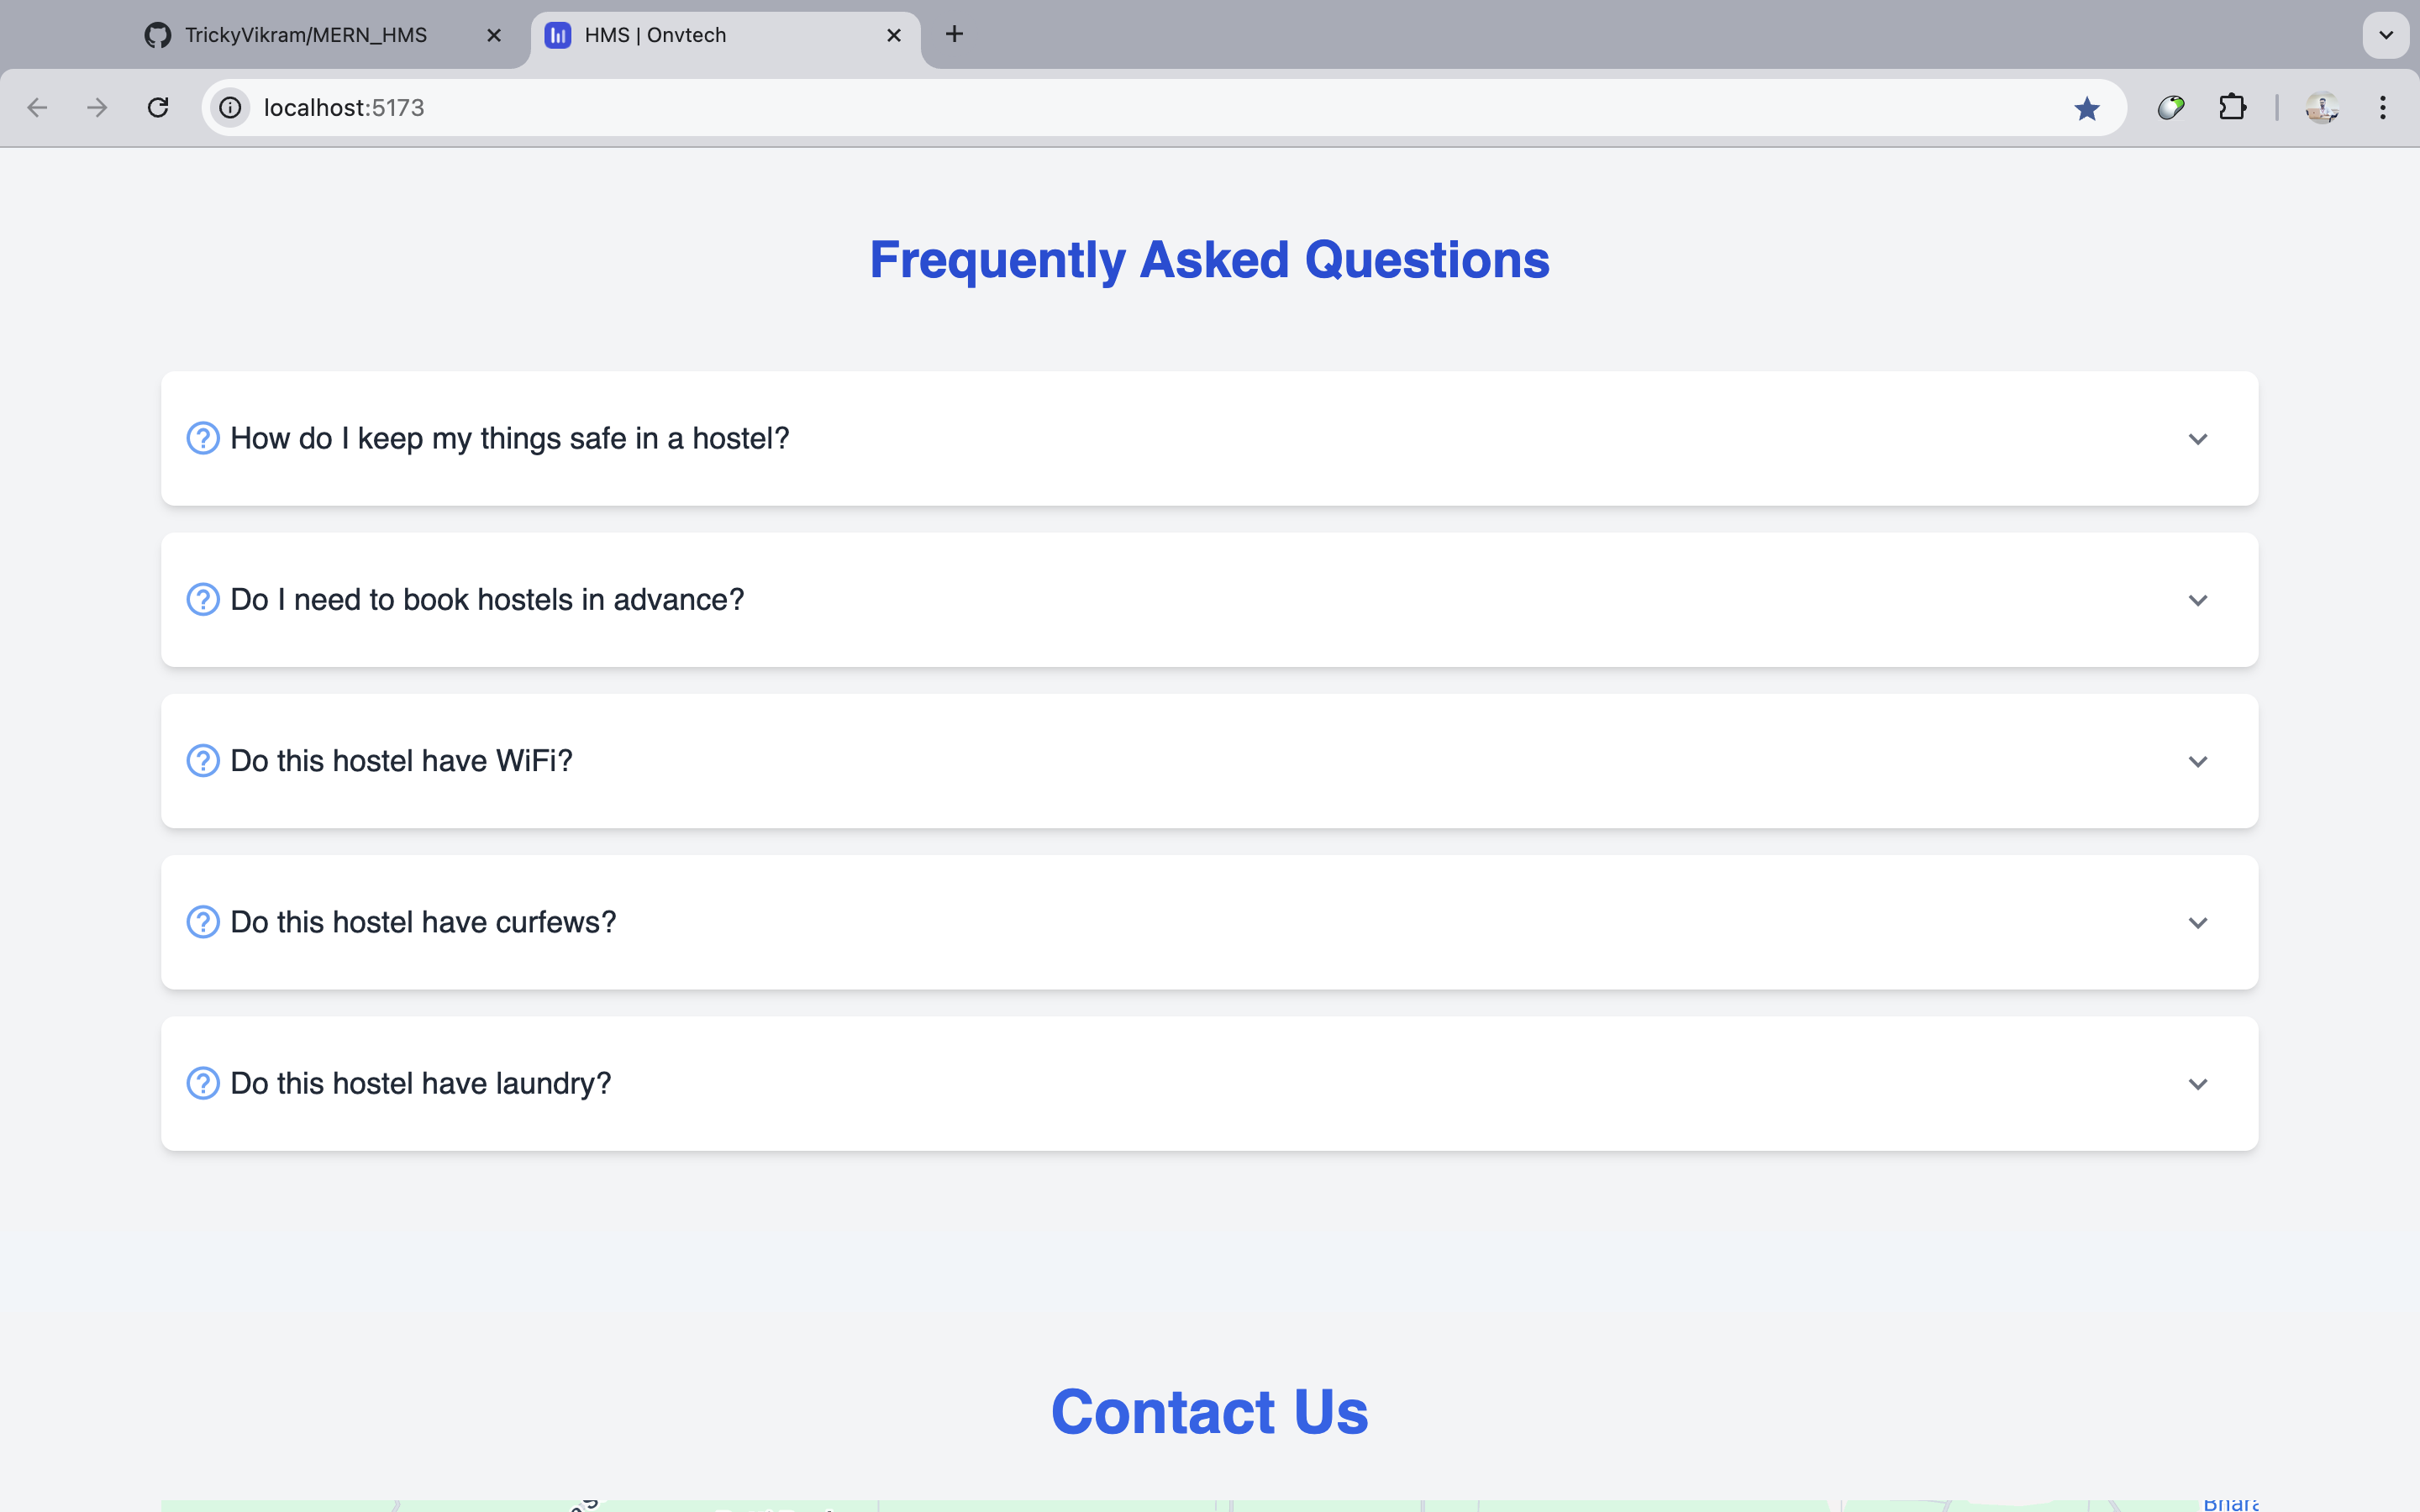 TrickyVikram/MERN_HMS
HMS | Onvtech
localhost:5173
Frequently Asked Questions
How do I keep my things safe in a hostel?
Do I need to book hostels in advance?
Do this hostel have WiFi?
Do this hostel have curfews?
Do this hostel have laundry?
Contact Us